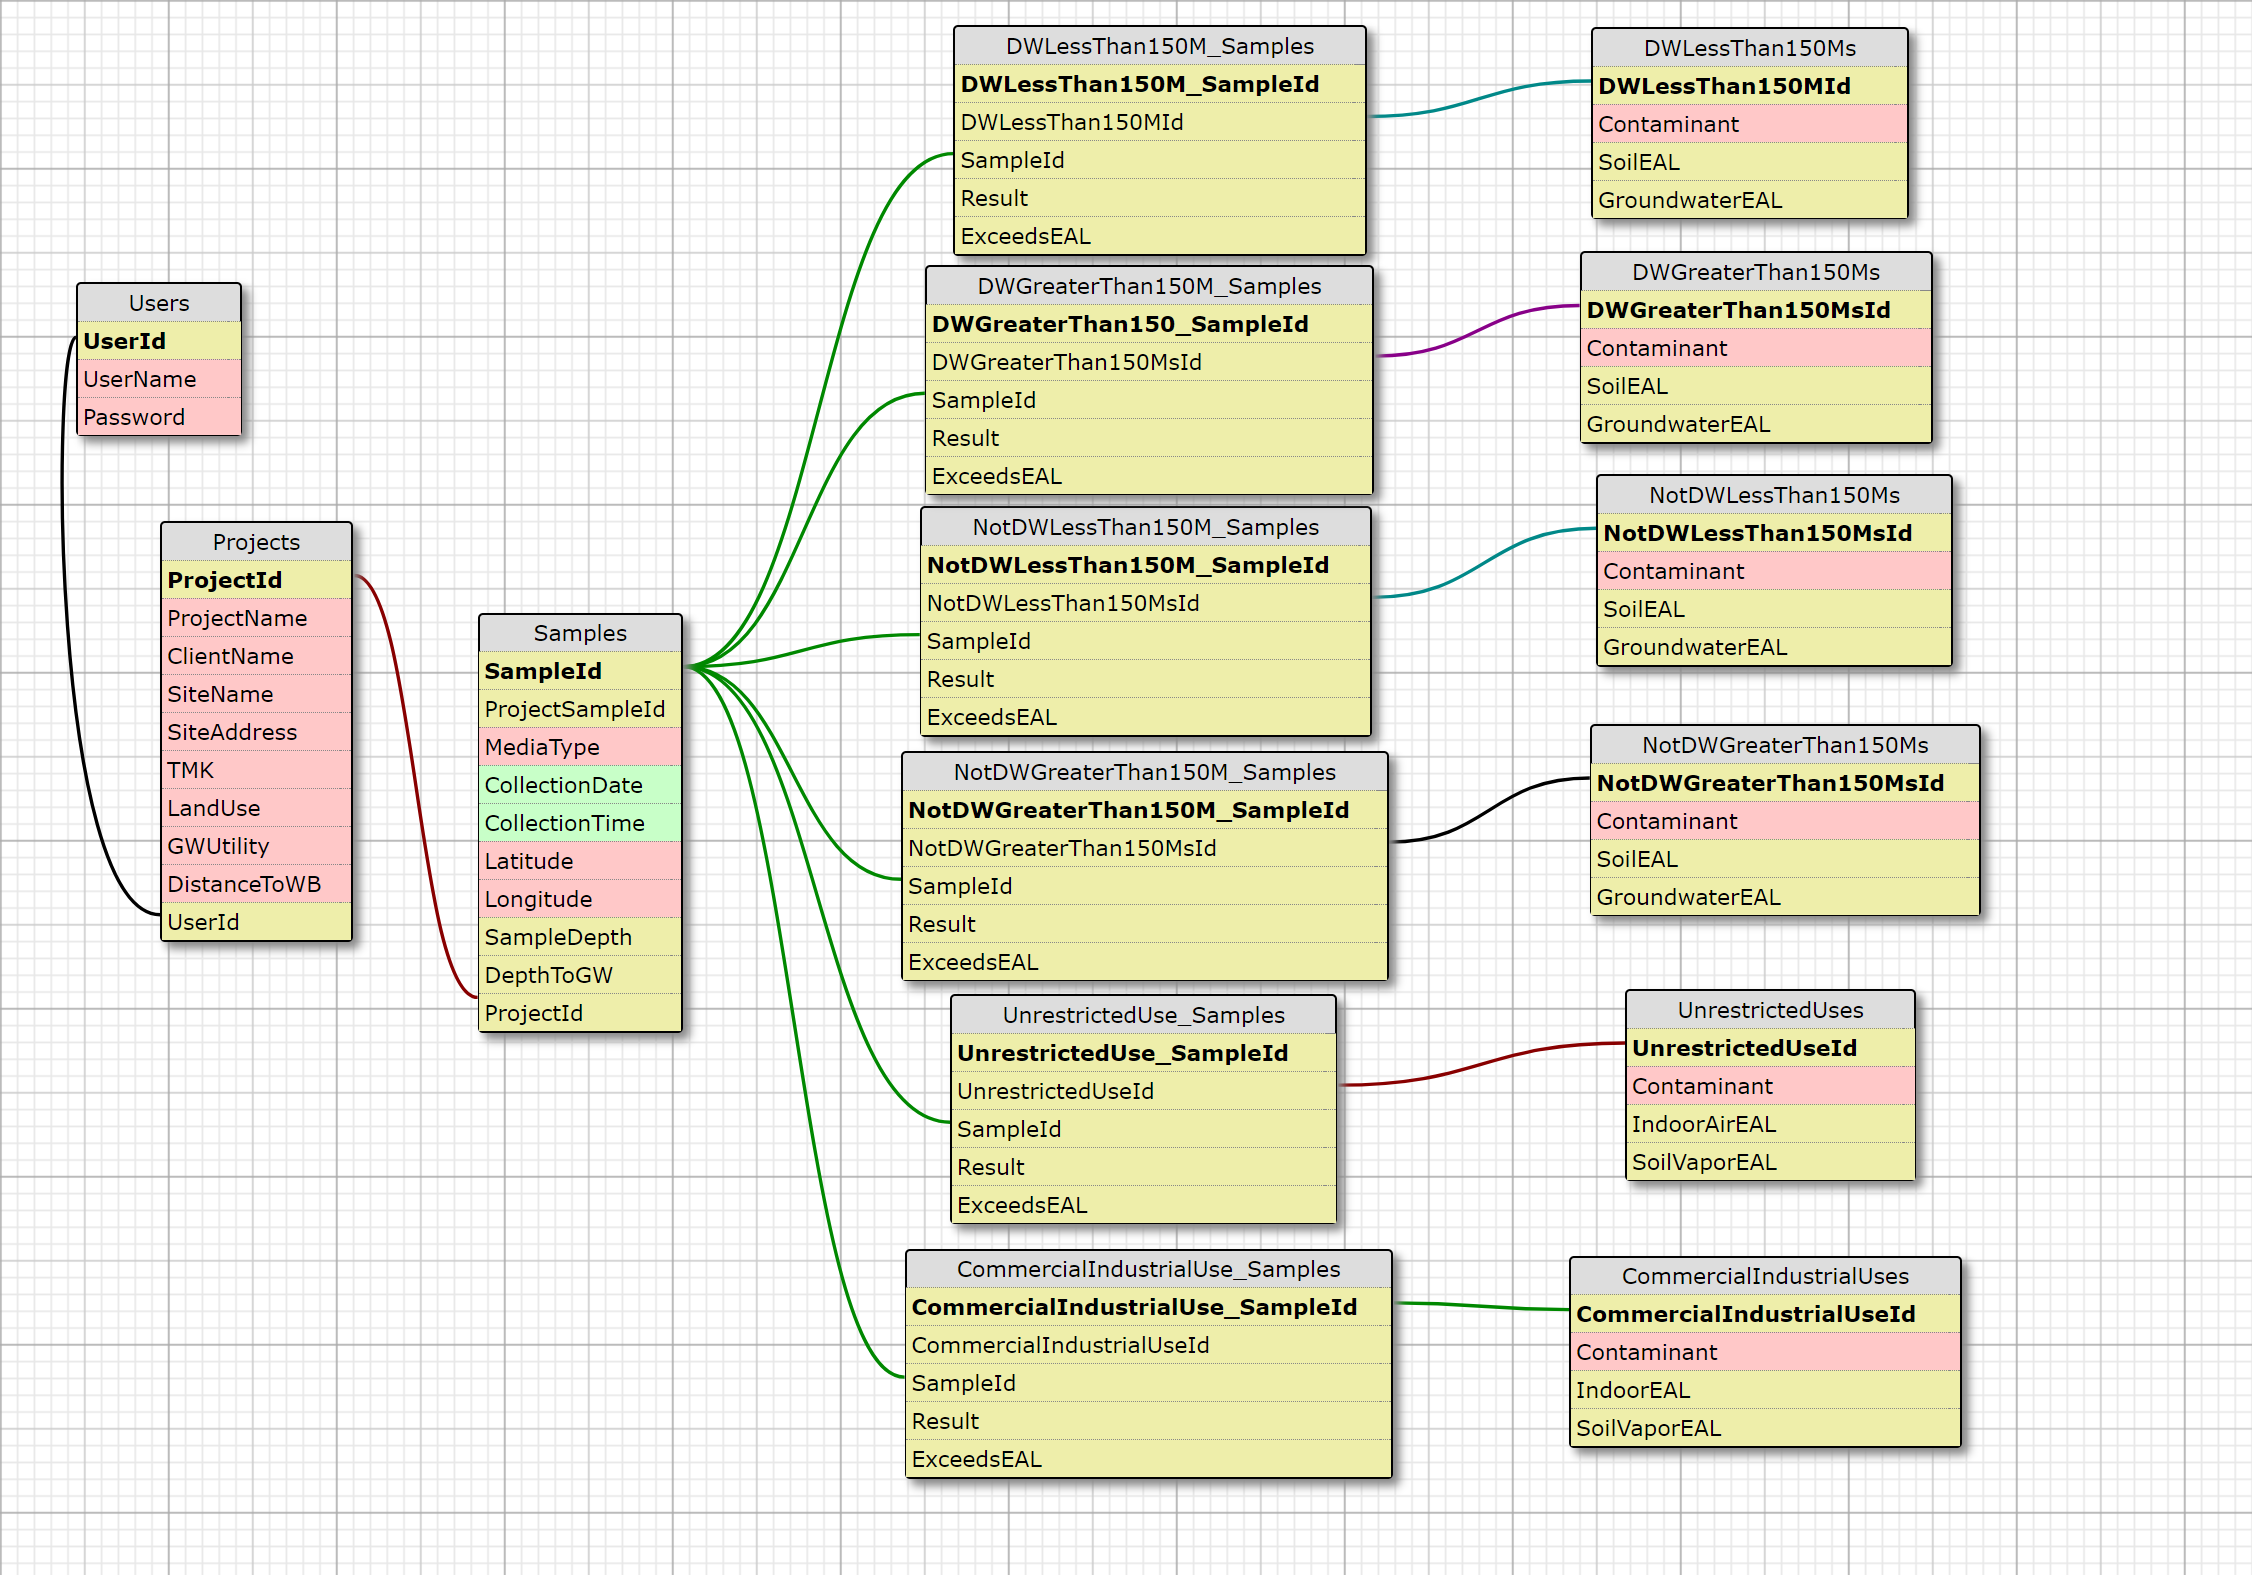 Users
UserId
UserName
Password
Projects
ProjectId
ProjectName
ClientName
SiteName
SiteAddress
TMK
LandUse
GWUtility
DistanceToWB
UserId
Samples
SampleId
ProjectSampleId
MediaType
CollectionDate
CollectionTime
Latitude
Longitude
SampleDepth
DepthToGW
ProjectId
DWLessThan150M_Samples
DWLessThan150M_SampleId
DWLessThan150MId
SampleId
Result
ExceedsEAL
DWGreaterThan150M_Samples
DWGreaterThan150_SampleId
DWGreaterThan150MsId
SampleId
Result
ExceedsEAL
NotDWLessThan150M_Samples
NotDWLessThan150M_SampleId
NotDWLessThan150MsId
SampleId
Result
ExceedsEAL
NotDWGreaterThan150M_Samples
NotDWGreaterThan150M_SampleId
NotDWGreaterThan150MsId
SampleId
Result
ExceedsEAL
UnrestrictedUse_Samples
UnrestrictedUse_SampleId
UnrestrictedUseId
SampleId
Result
ExceedsEAL
CommercialIndustrialUse_Samples
CommercialIndustrialUse_SampleId
CommercialIndustrialUseId
SampleId
Result
ExceedsEAL
DWLessThan150Ms
DWLessThan150MId
Contaminant
SoilEAL
GroundwaterEAL
DWGreaterThan150Ms
DWGreaterThan150MsId
Contaminant
SoilEAL
GroundwaterEAL
NotDWLessThan150Ms
NotDWLessThan150MsId
Contaminant
SoilEAL
GroundwaterEAL
NotDWGreaterThan150Ms
NotDWGreaterThan150MsId
Contaminant
SoilEAL
GroundwaterEAL
UnrestrictedUses
UnrestrictedUseId
Contaminant
IndoorAirEAL
SoilVaporEAL
CommercialIndustrialUses
CommercialIndustrialUseId
Contaminant
IndoorEAL
SoilVaporEAL